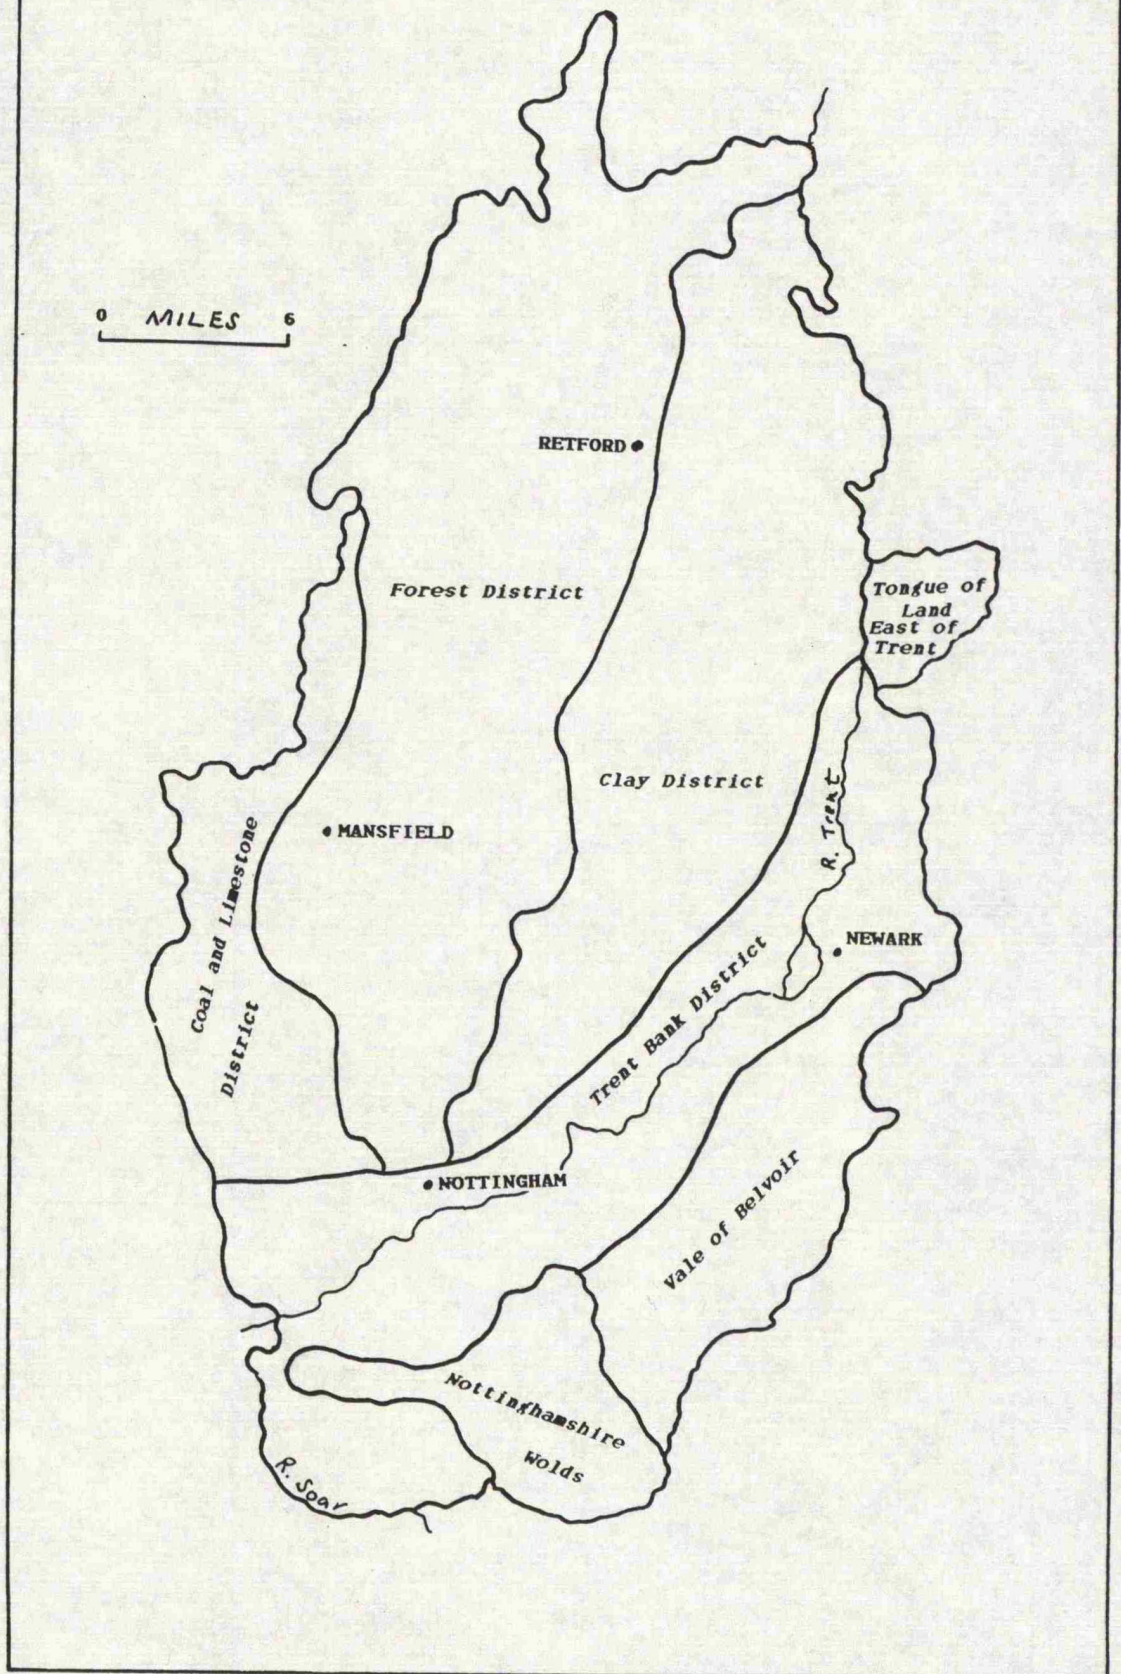 0 MILES 6
RETFORD
Forest District
Tongue of
Land
East of
Trent
Clay District
R. Trent
MANSFIELD
Coal and Limestone
District
NEWARK
Trent Bank District
NOTTINGHAM
Vale of Belvoir
Nottinghamshire
Wolds
R. Soar